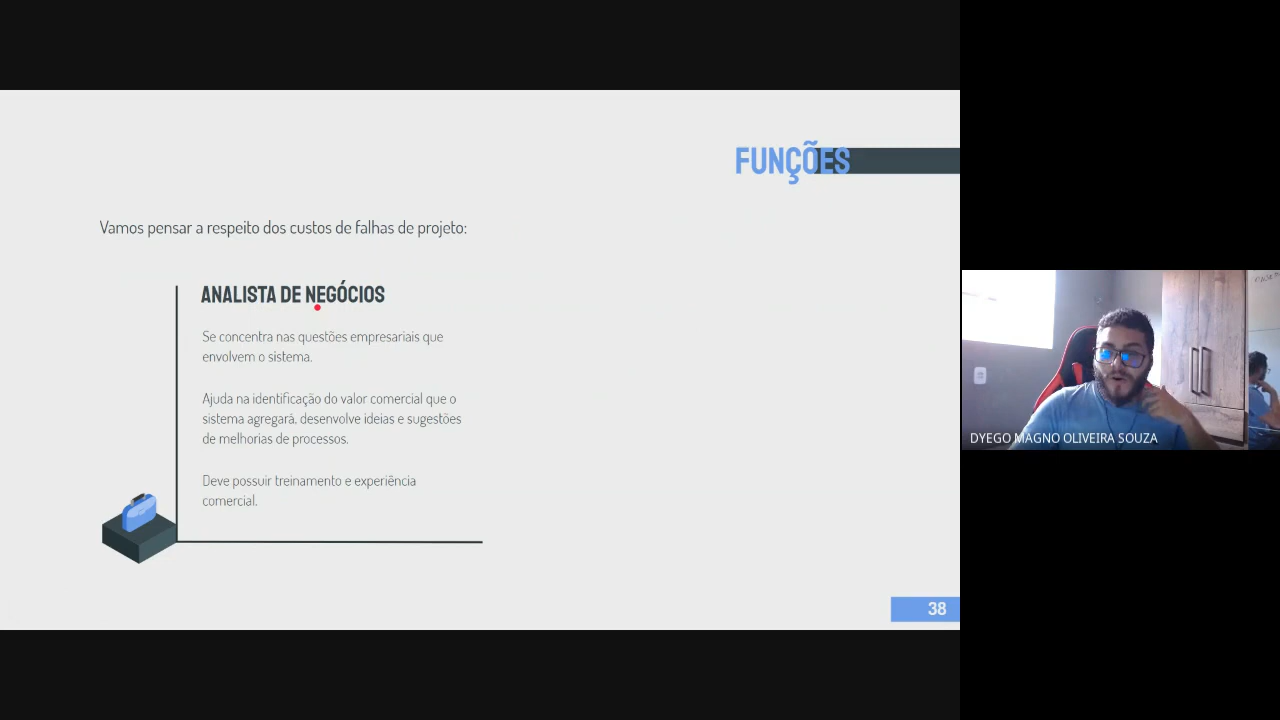 FUNÇÕES
Vamos pensar a respeito dos custos de falhas de projeto:
ANALISTA DE NEGÓCIOS
Se concentra nas questões empresariais que
envolvem o sistema.
Ajuda na identificação do valor comercial que o
sistema agregará, desenvolve ideias e sugestões
de melhorias de processos.
Deve possuir treinamento e experiência
comercial.
38
DYEGO MAGNO OLIVEIRA SOUZA